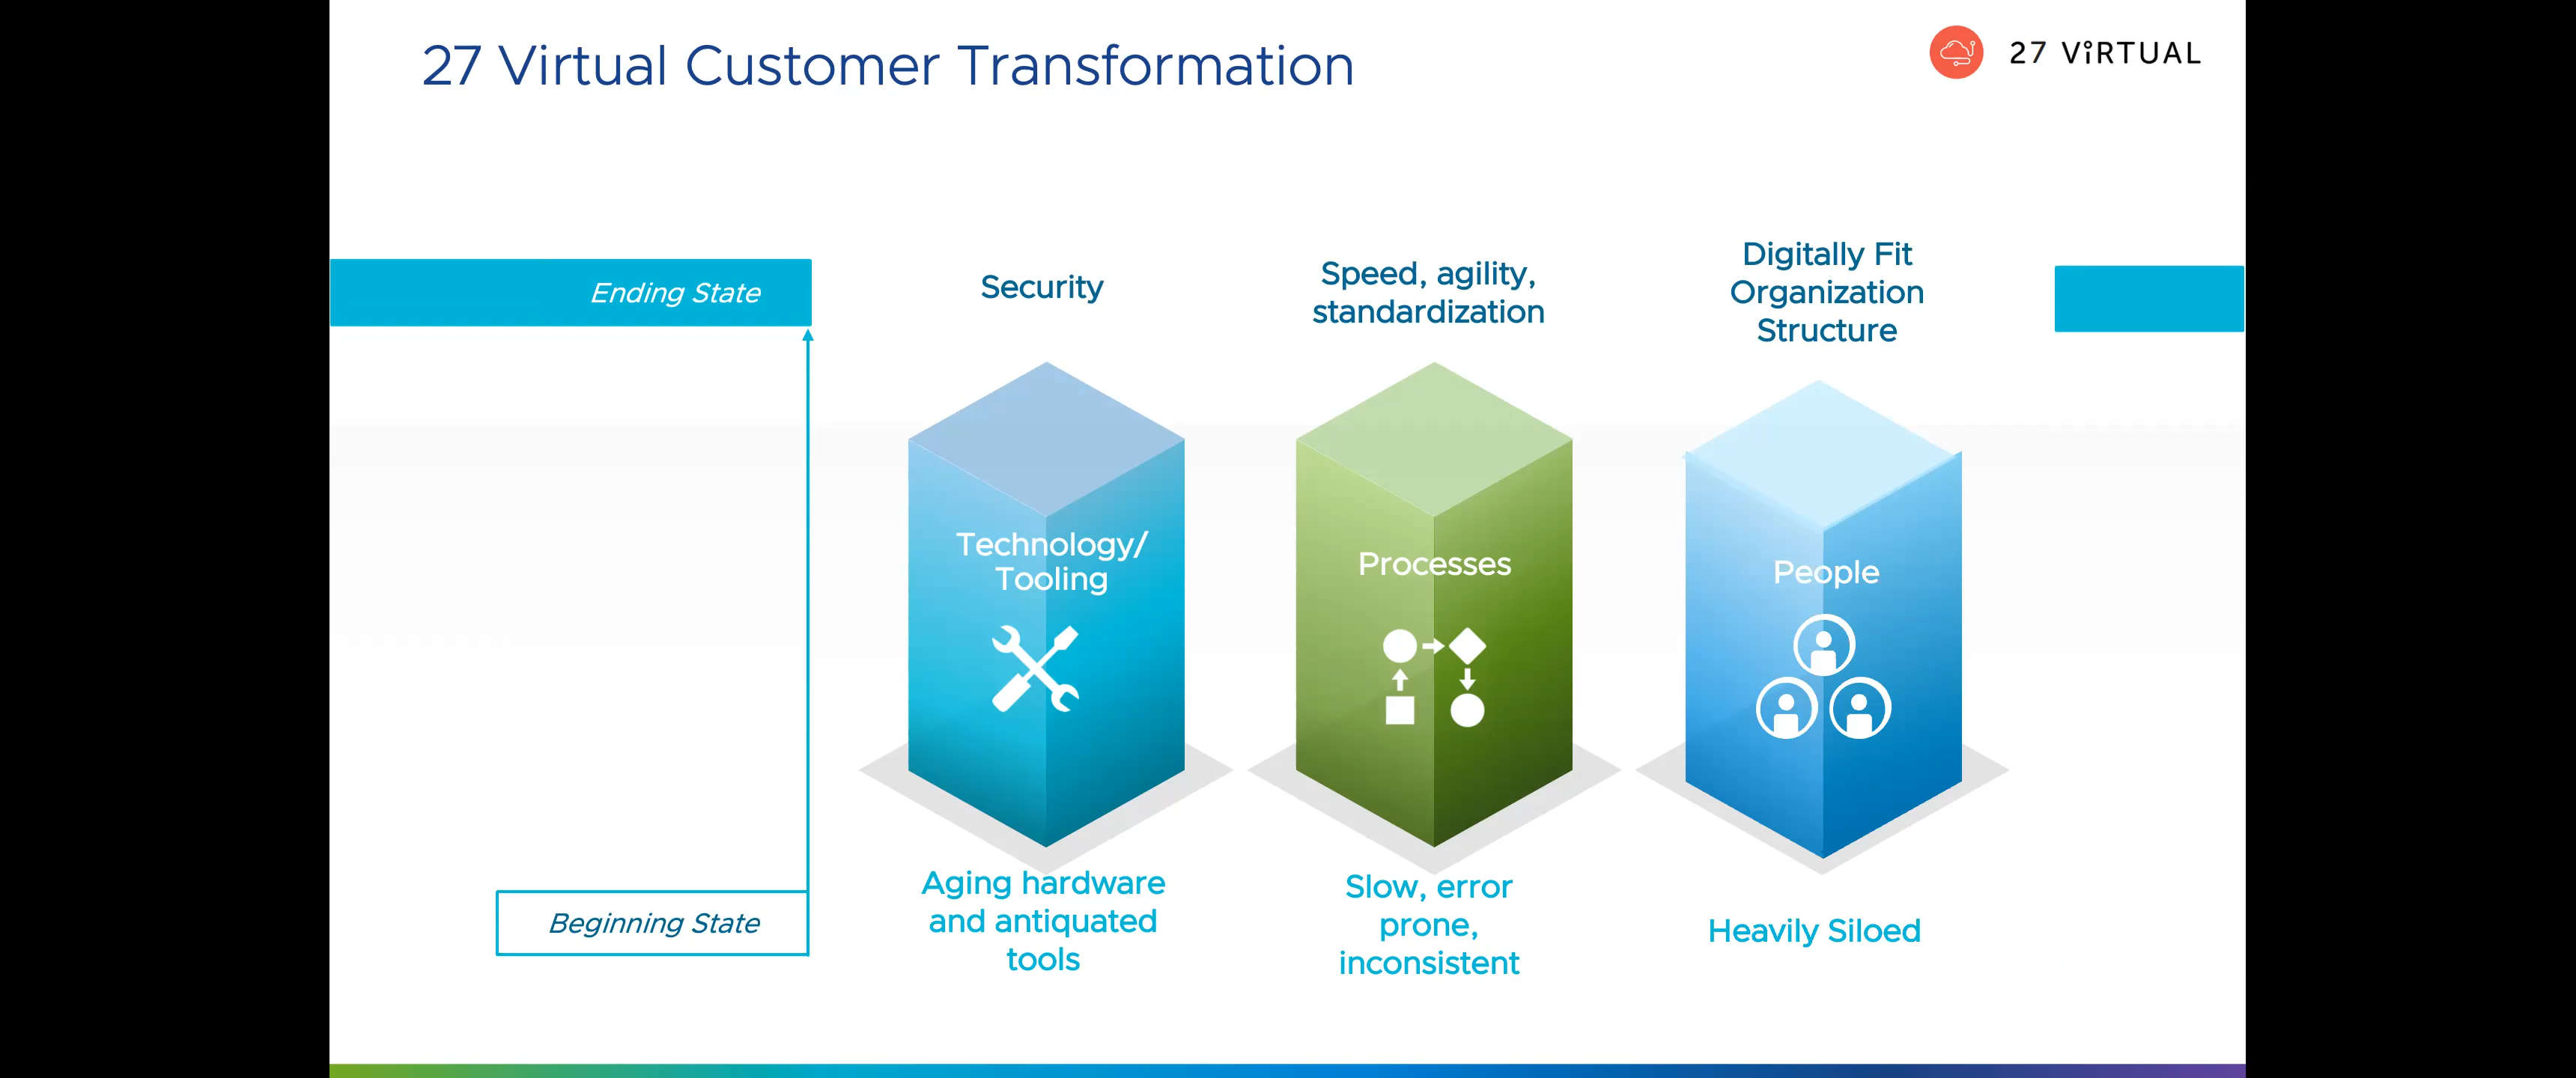 27 Virtual Customer Transformation
27 ViRTUAL
Ending State
Security
Speed, agility,
standardization
Digitally Fit
Organization
Structure
Technology/
Tooling
Processes
People
Beginning State
Aging hardware
and antiquated
tools
Slow, error
prone,
inconsistent
Heavily Siloed